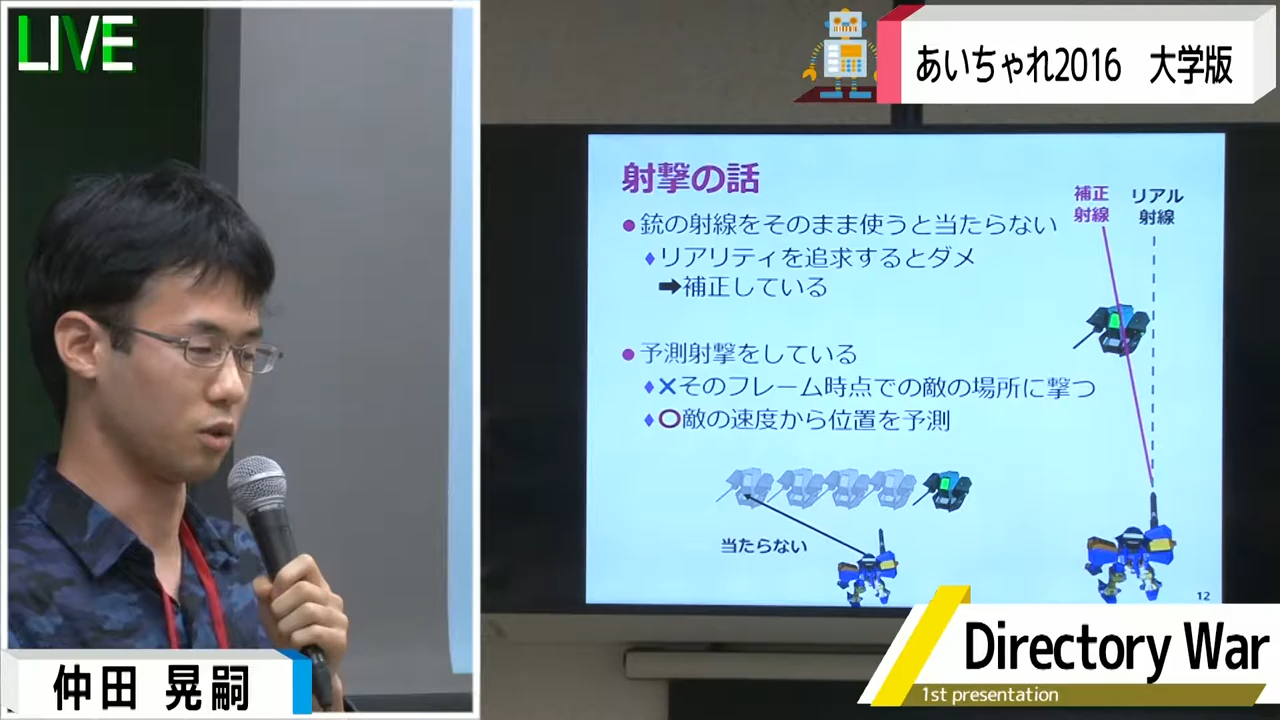 LIVE
あいちゃれ2016 大学版
射撃の話
●銃の射線をそのまま使うと当たらない
♦リアリティを追求するとダメ
➡補正している
●予測射撃をしている
♦×そのフレーム時点での敵の場所に撃つ
♦○敵の速度から位置を予測
補正
射線
リアル
射線
当たらない
12
仲田 晃嗣
Directory War
1st presentation